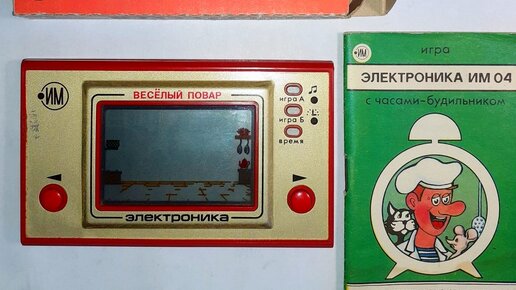 ИМ
ВЕСЁЛЫЙ ПОВАР
игра А
игра Б
время
электроника
ИМ
игра
ЭЛЕКТРОНИКА ИМ 04
с часами-будильником